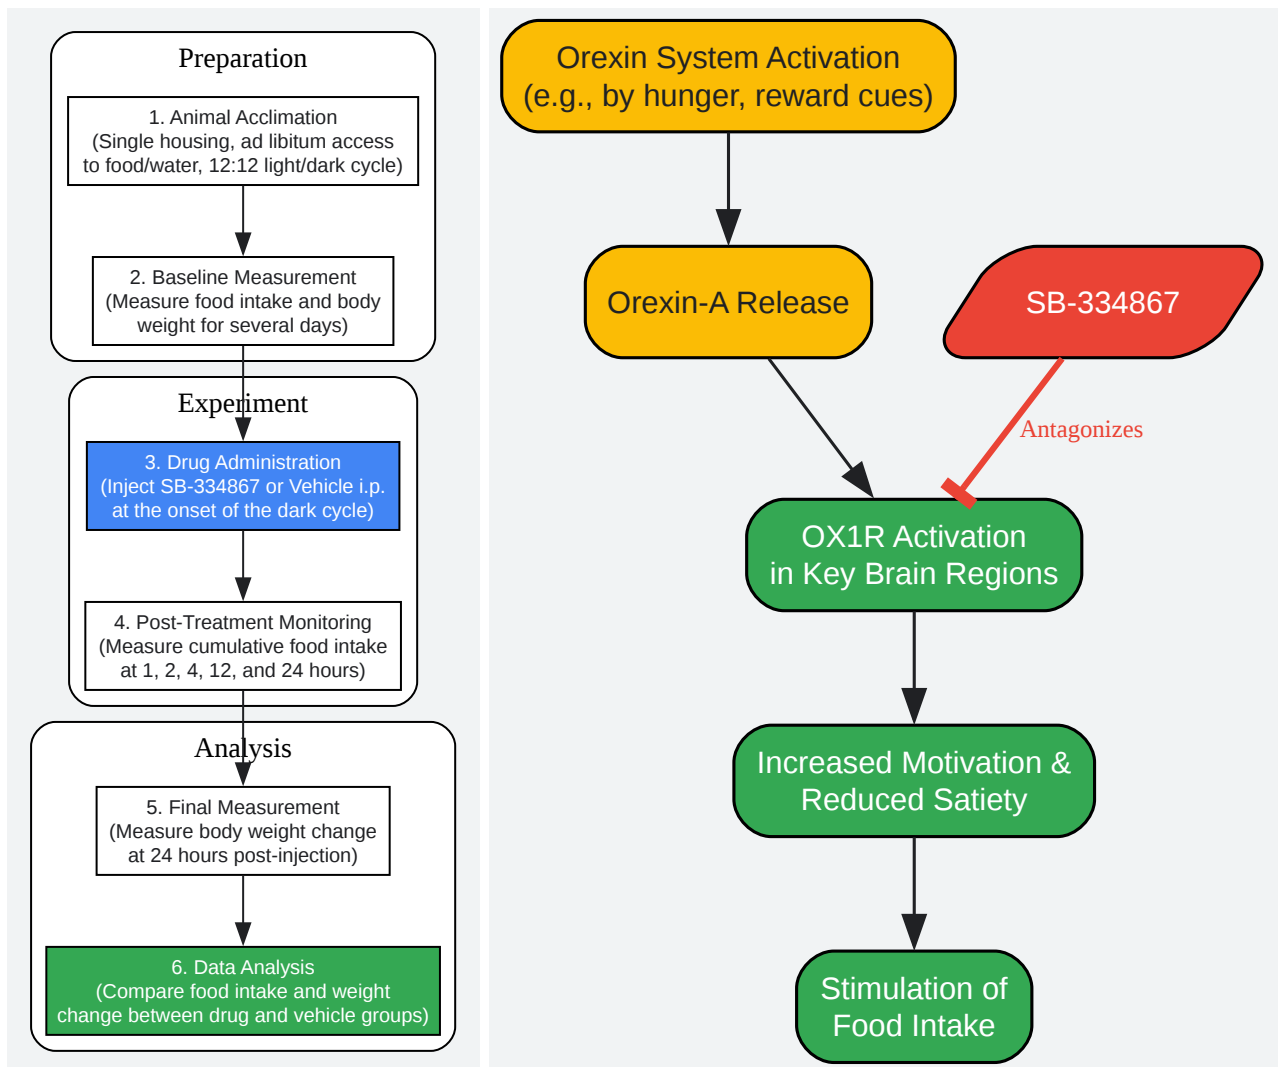 Preparation
1. Animal Acclimation
(Single housing, ad libitum access
to food/water, 12:12 light/dark cycle)
2. Baseline Measurement
(Measure food intake and body
weight for several days)
Experiment
3. Drug Administration
(Inject SB-334867 or Vehicle i.p.
at the onset of the dark cycle)
4. Post-Treatment Monitoring
(Measure cumulative food intake
at 1, 2, 4, 12, and 24 hours)
Analysis
5. Final Measurement
(Measure body weight change
at 24 hours post-injection)
6. Data Analysis
(Compare food intake and weight
change between drug and vehicle groups)
Orexin System Activation
(e.g., by hunger, reward cues)
Orexin-A Release
SB-334867
Antagonizes
OX1R Activation
in Key Brain Regions
Increased Motivation &
Reduced Satiety
Stimulation of
Food Intake